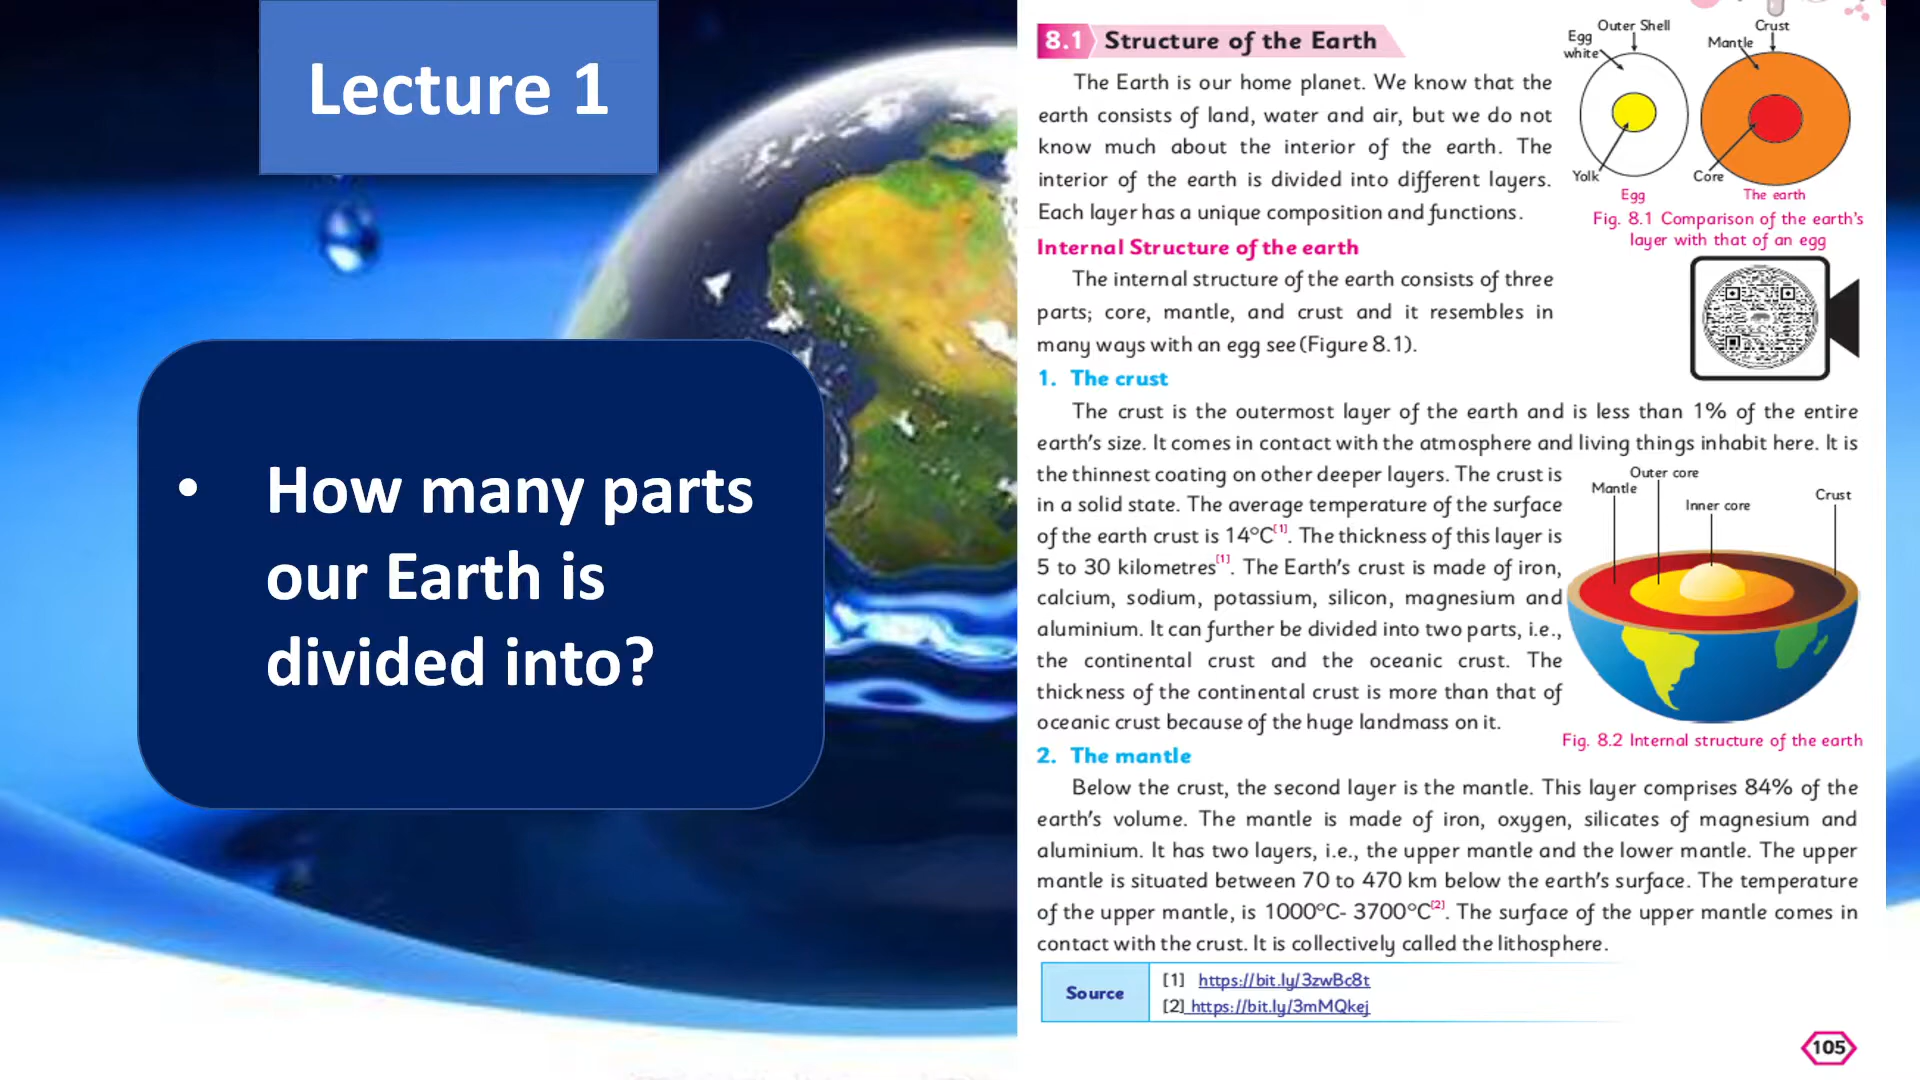 Lecture 1
• How many parts
our Earth is
divided into?
8.1 Structure of the Earth
The Earth is our home planet. We know that the
earth consists of land, water and air, but we do not
know much about the interior of the earth. The
interior of the earth is divided into different layers.
Each layer has a unique composition and functions.
Outer Shell
Egg
white
Yolk
Egg
Crust
Mantle
Core
The earth
Fig. 8.1 Comparison of the earth's
layer with that of an egg
Internal Structure of the earth
The internal structure of the earth consists of three
parts; core, mantle, and crust and it resembles in
many ways with an egg see (Figure 8.1).
1. The crust
The crust is the outermost layer of the earth and is less than 1% of the entire
earth's size. It comes in contact with the atmosphere and living things inhabit here. It is
the thinnest coating on other deeper layers. The crust is
in a solid state. The average temperature of the surface
of the earth crust is 14°C[1]. The thickness of this layer is
5 to 30 kilometres[1]. The Earth's crust is made of iron,
calcium, sodium, potassium, silicon, magnesium and
aluminium. It can further be divided into two parts, i.e.,
the continental crust and the oceanic crust. The
thickness of the continental crust is more than that of
oceanic crust because of the huge landmass on it.
Outer core
Mantle
Inner core
Crust
Fig. 8.2 Internal structure of the earth
2. The mantle
Below the crust, the second layer is the mantle. This layer comprises 84% of the
earth's volume. The mantle is made of iron, oxygen, silicates of magnesium and
aluminium. It has two layers, i.e., the upper mantle and the lower mantle. The upper
mantle is situated between 70 to 470 km below the earth's surface. The temperature
of the upper mantle, is 1000°C- 3700°C[2]. The surface of the upper mantle comes in
contact with the crust. It is collectively called the lithosphere.
Source
[1] https://bit.ly/3zwBc8t
[2] https://bit.ly/3mMQkej
105